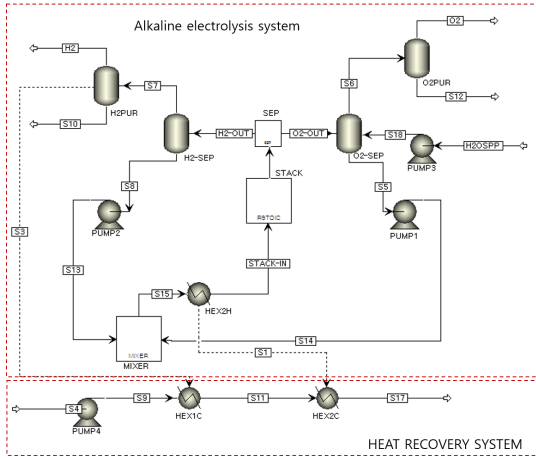 Alkaline electrolysis system
O2
H2
S6
S7
H2PUR
O2PUR
S12
S10
SEP
SEP
S18
H2-OUT
O2-OUT
H2OSPP
H2-SEP
O2-SEP
PUMP3
STACK
S8
S5
RSTOIC
S3
PUMP2
PUMP1
STACK-IN
S13
S15
HEX2H
S14
MIXER
MIXER
S1
S4
S9
S11
S17
PUMP4
HEX1C
HEX2C
HEAT RECOVERY SYSTEM